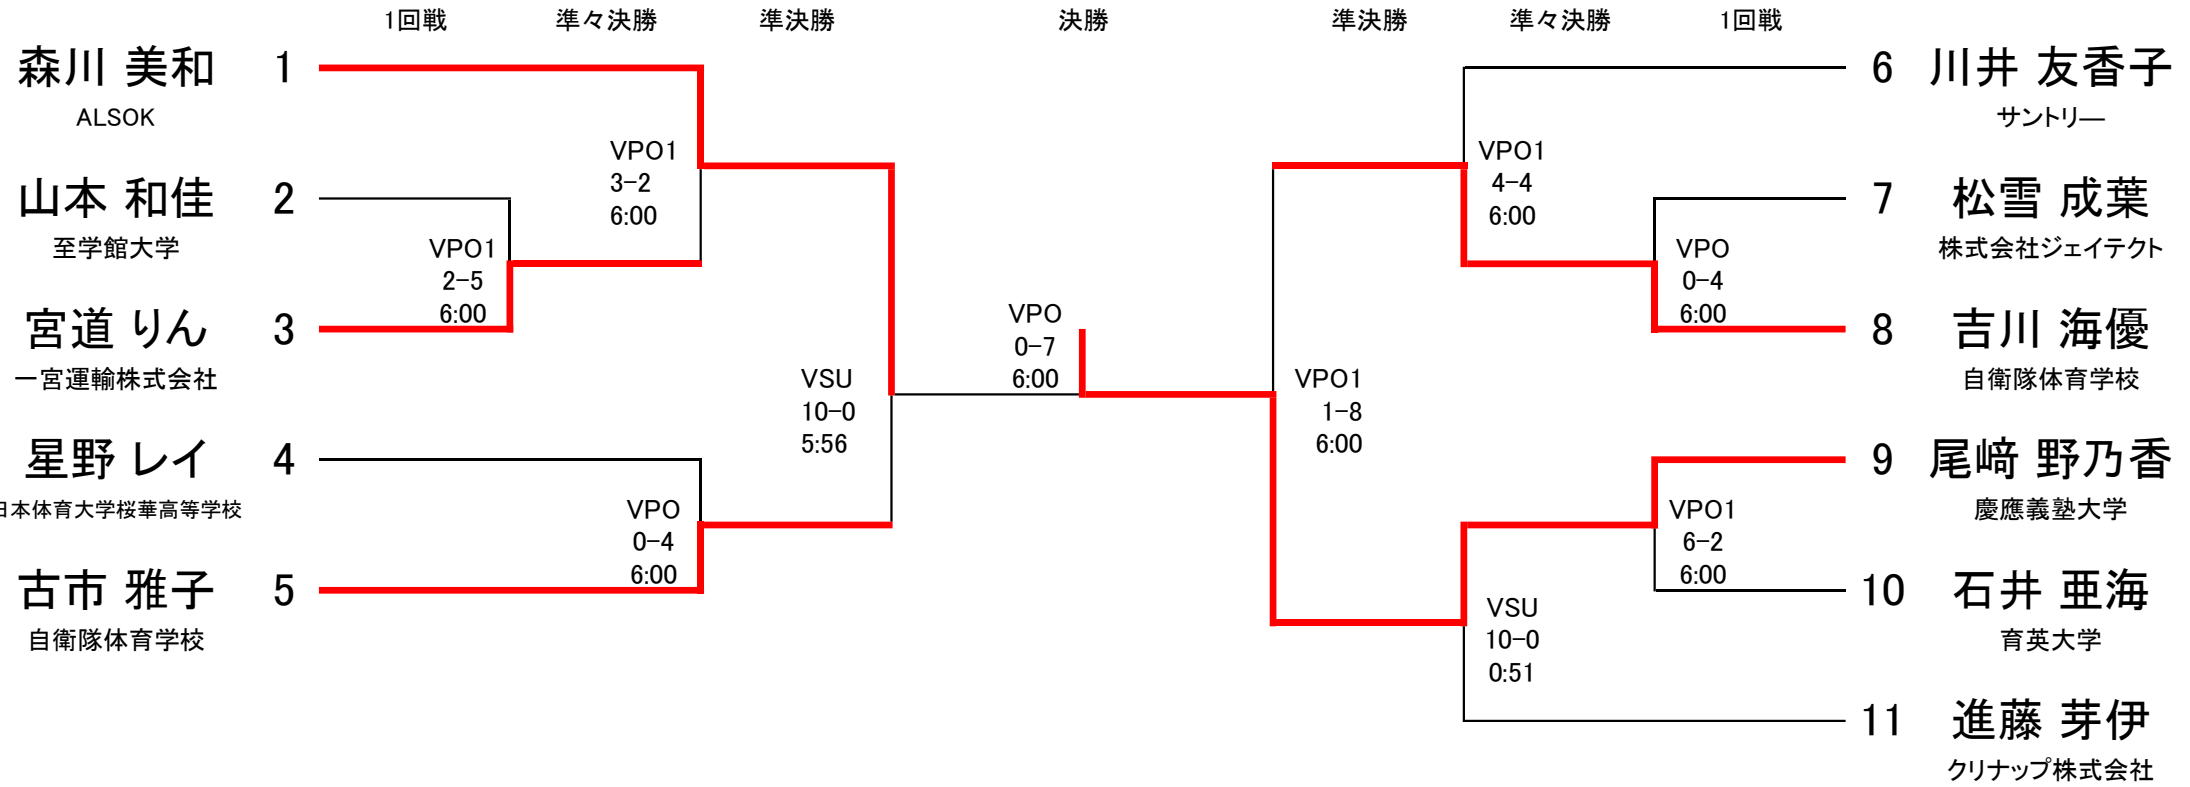 1回戦 準々決勝 準決勝 決勝 準決勝 準々決勝 1回戦
森川 美和 1
ALSOK
山本 和佳 2
至学館大学
宮道 りん 3
一宮運輸株式会社
星野 レイ 4
日本体育大学桜華高等学校
古市 雅子 5
自衛隊体育学校
VPO1
2-5
6:00
VPO1
3-2
6:00
VPO
0-4
6:00
VSU
10-0
5:56
VPO
0-7
6:00
VPO1
1-8
6:00
VPO1
4-4
6:00
VSU
10-0
0:51
VPO
0-4
6:00
VPO1
6-2
6:00
6 川井 友香子
サントリー
7 松雪 成葉
株式会社ジェイテクト
8 吉川 海優
自衛隊体育学校
9 尾﨑 野乃香
慶應義塾大学
10 石井 亜海
育英大学
11 進藤 芽伊
クリナップ株式会社